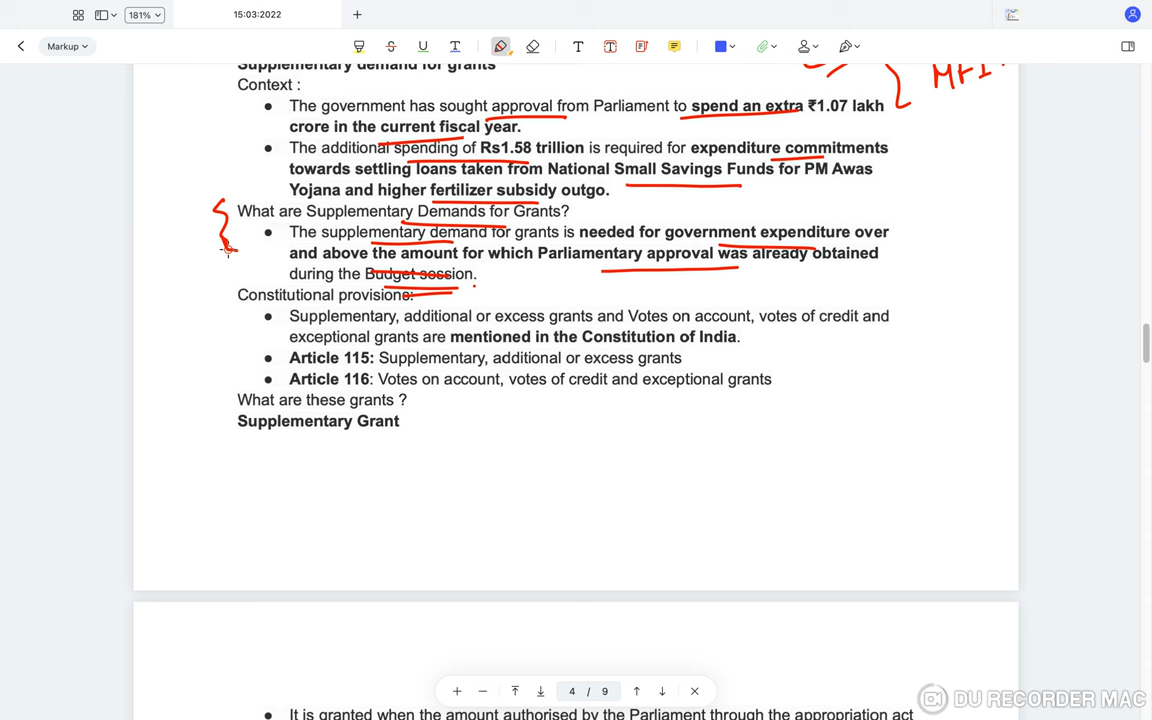 181%
15:03:2022
Markup
Supplementary demand for grants
MFI
Context :
● The government has sought approval from Parliament to spend an extra ₹1.07 lakh
crore in the current fiscal year.
● The additional spending of Rs1.58 trillion is required for expenditure commitments
towards settling loans taken from National Small Savings Funds for PM Awas
Yojana and higher fertilizer subsidy outgo.
What are Supplementary Demands for Grants?
● The supplementary demand for grants is needed for government expenditure over
and above the amount for which Parliamentary approval was already obtained
during the Budget session.
Constitutional provisions:
● Supplementary, additional or excess grants and Votes on account, votes of credit and
exceptional grants are mentioned in the Constitution of India.
● Article 115: Supplementary, additional or excess grants
● Article 116: Votes on account, votes of credit and exceptional grants
What are these grants ?
Supplementary Grant
4 / 9
DU RECORDER MAC
● It is granted when the amount authorised by the Parliament through the appropriation act